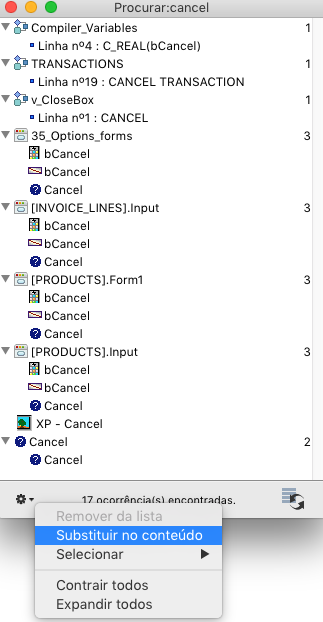 Procurar:cancel
Compiler_Variables 1
Linha nº4 : C_REAL(bCancel)
TRANSACTIONS 1
Linha nº19 : CANCEL TRANSACTION
v_CloseBox 1
Linha nº1 : CANCEL
35_Options_forms 3
bCancel
bCancel
Cancel
[INVOICE_LINES].Input 3
bCancel
bCancel
Cancel
[PRODUCTS].Form1 3
bCancel
bCancel
Cancel
[PRODUCTS].Input 3
bCancel
bCancel
Cancel
XP - Cancel
Cancel 2
Cancel
17 ocorrência(s) encontradas.
Remover da lista
Substituir no conteúdo
Selecionar
Contrair todos
Expandir todos